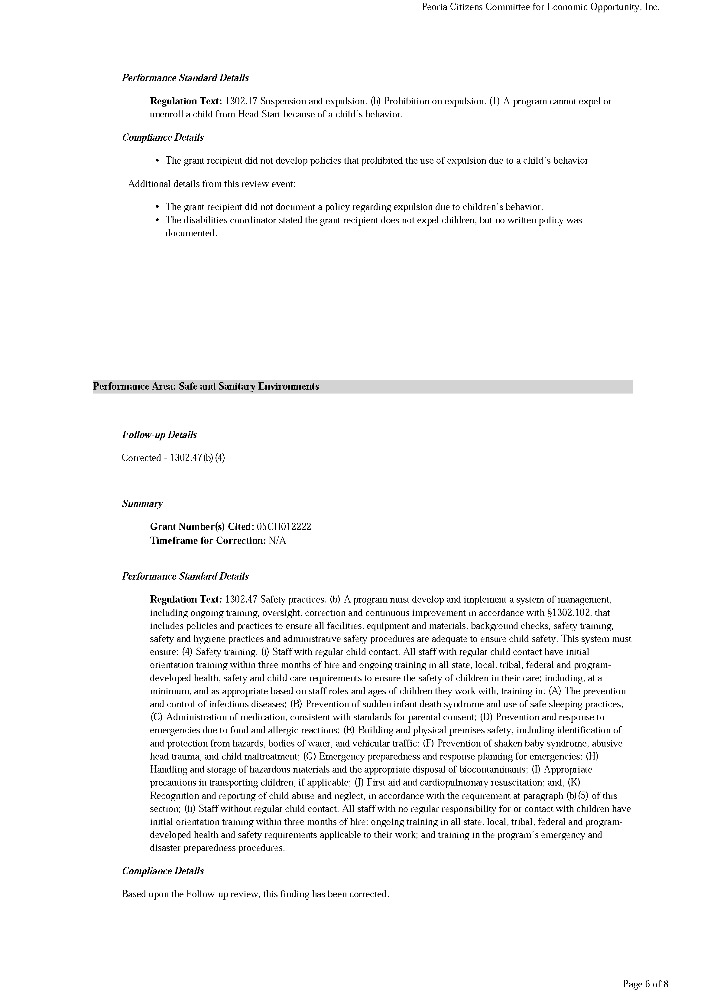 Peoria Citizens Committee for Economic Opportunity, Inc.
Performance Standard Details
Regulation Text: 1302.17 Suspension and expulsion. (b) Prohibition on expulsion. (1) A program cannot expel or
unenroll a child from Head Start because of a child’s behavior.
Compliance Details
• The grant recipient did not develop policies that prohibited the use of expulsion due to a child’s behavior.
Additional details from this review event:
• The grant recipient did not document a policy regarding expulsion due to children’s behavior.
• The disabilities coordinator stated the grant recipient does not expel children, but no written policy was
documented.
Performance Area: Safe and Sanitary Environments
Follow-up Details
Corrected - 1302.47(b)(4)
Summary
Grant Number(s) Cited: 05CH012222
Timeframe for Correction: N/A
Performance Standard Details
Regulation Text: 1302.47 Safety practices. (b) A program must develop and implement a system of management,
including ongoing training, oversight, correction and continuous improvement in accordance with §1302.102, that
includes policies and practices to ensure all facilities, equipment and materials, background checks, safety training,
safety and hygiene practices and administrative safety procedures are adequate to ensure child safety. This system must
ensure: (4) Safety training. (i) Staff with regular child contact. All staff with regular child contact have initial
orientation training within three months of hire and ongoing training in all state, local, tribal, federal and program-
developed health, safety and child care requirements to ensure the safety of children in their care; including, at a
minimum, and as appropriate based on staff roles and ages of children they work with, training in: (A) The prevention
and control of infectious diseases; (B) Prevention of sudden infant death syndrome and use of safe sleeping practices;
(C) Administration of medication, consistent with standards for parental consent; (D) Prevention and response to
emergencies due to food and allergic reactions; (E) Building and physical premises safety, including identification of
and protection from hazards, bodies of water, and vehicular traffic; (F) Prevention of shaken baby syndrome, abusive
head trauma, and child maltreatment; (G) Emergency preparedness and response planning for emergencies; (H)
Handling and storage of hazardous materials and the appropriate disposal of biocontaminants; (I) Appropriate
precautions in transporting children, if applicable; (J) First aid and cardiopulmonary resuscitation; and, (K)
Recognition and reporting of child abuse and neglect, in accordance with the requirement at paragraph (b)(5) of this
section; (ii) Staff without regular child contact. All staff with no regular responsibility for or contact with children have
initial orientation training within three months of hire; ongoing training in all state, local, tribal, federal and program-
developed health and safety requirements applicable to their work; and training in the program’s emergency and
disaster preparedness procedures.
Compliance Details
Based upon the Follow-up review, this finding has been corrected.
Page 6 of 8